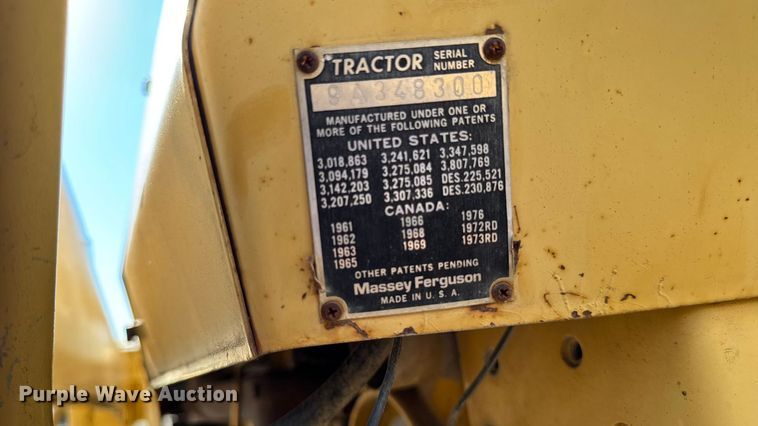 TRACTOR SERIAL NUMBER
9A348300
MANUFACTURED UNDER ONE OR
MORE OF THE FOLLOWING PATENTS
UNITED STATES:
3,018,863 3,241,621 3,347,598
3,094,179 3,275,084 3,807,769
3,142,203 3,275,085 DES.225,521
3,207,250 3,307,336 DES.230,876
CANADA:
1961 1966 1976
1962 1968 1972RD
1963 1969 1973RD
1965
OTHER PATENTS PENDING
Massey Ferguson
MADE IN U.S.A.
Purple Wave Auction